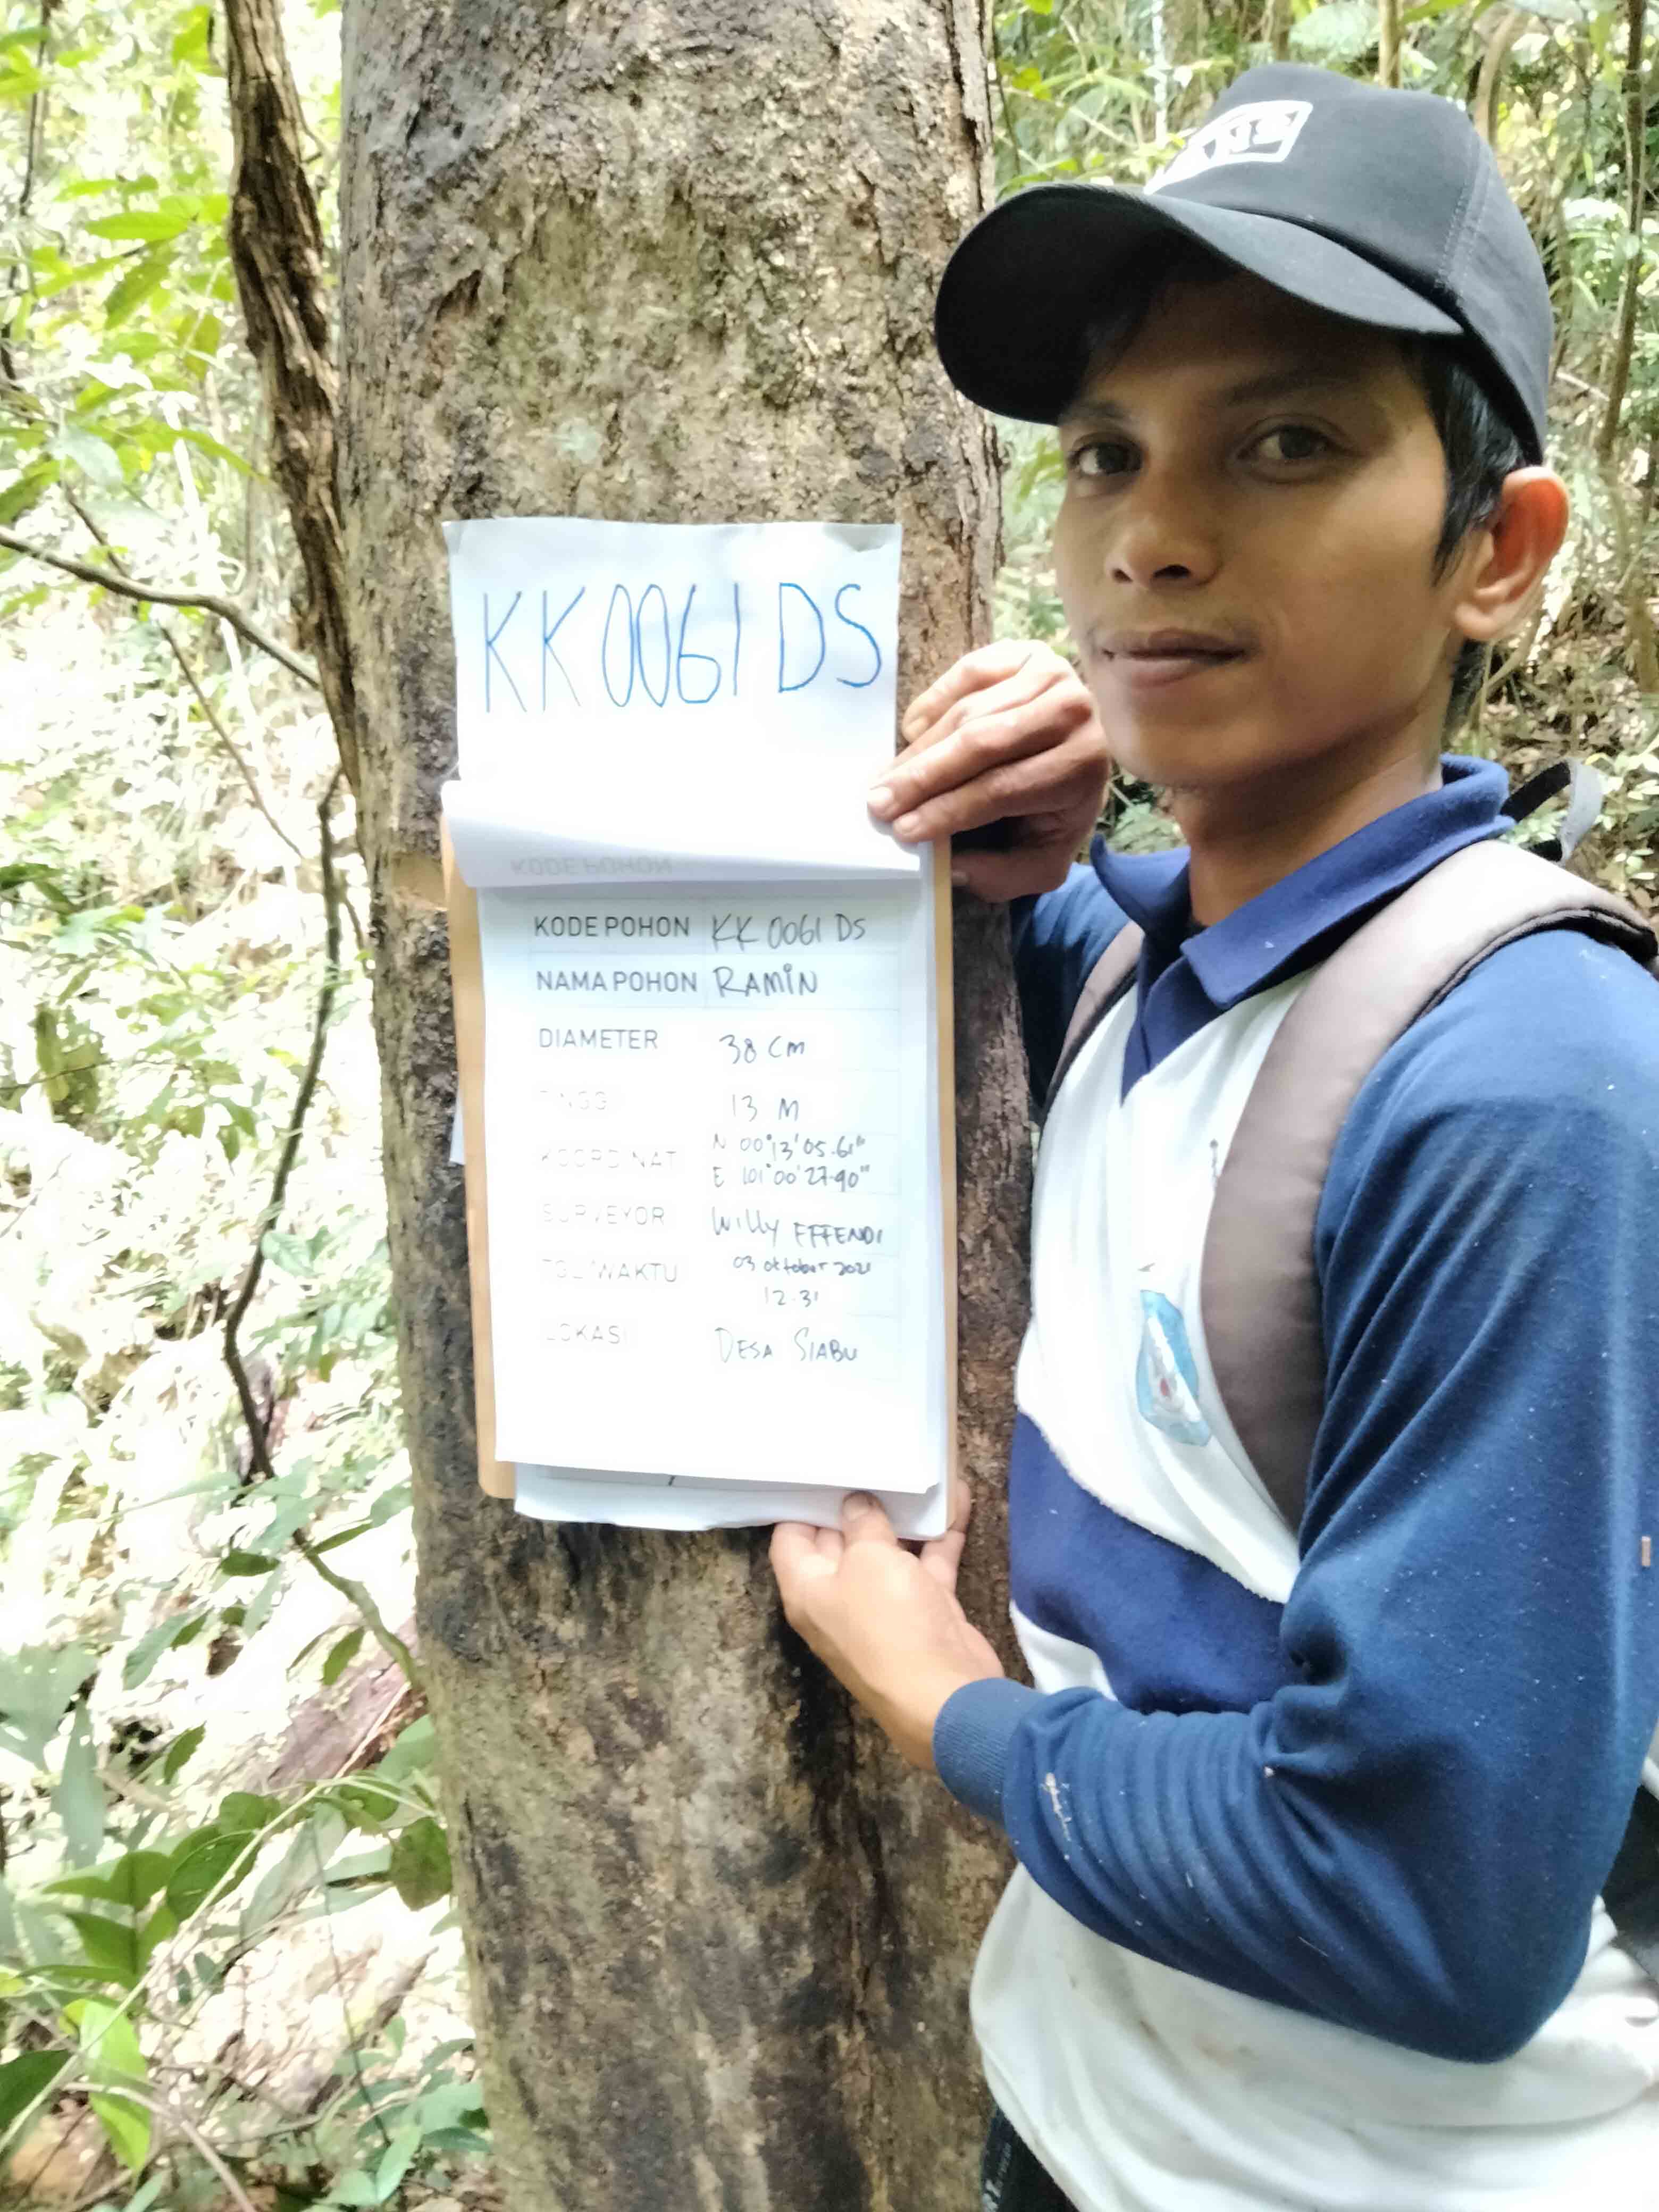 KK 0061 DS
KODE POHON
KODE POHON KK 0061 DS
NAMA POHON RAMIN
DIAMETER 38 cm
TINGGI 13 M
KOORDINAT N 00°13'05.61"
E 101°00'27.90"
SURVEYOR Willy EFFENDI
TGL/WAKTU 03 oktober 2021
12.31
LOKASI DESA SIABU